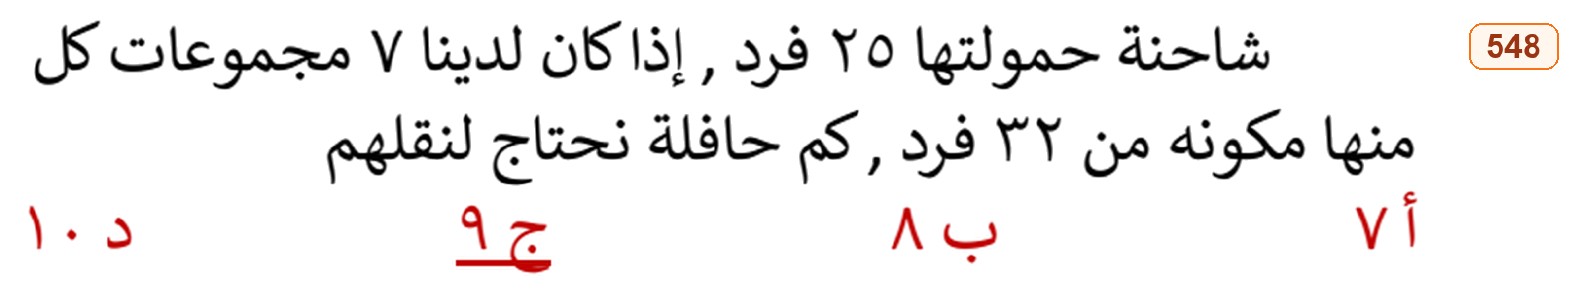 548
شاحنة حمولتها ٢٥ فرد , إذا كان لدينا ٧ مجموعات كل
منها مكونه من ٣٢ فرد , كم حافلة نحتاج لنقلهم
أ ٧ ب ٨ ج ٩ د ١٠